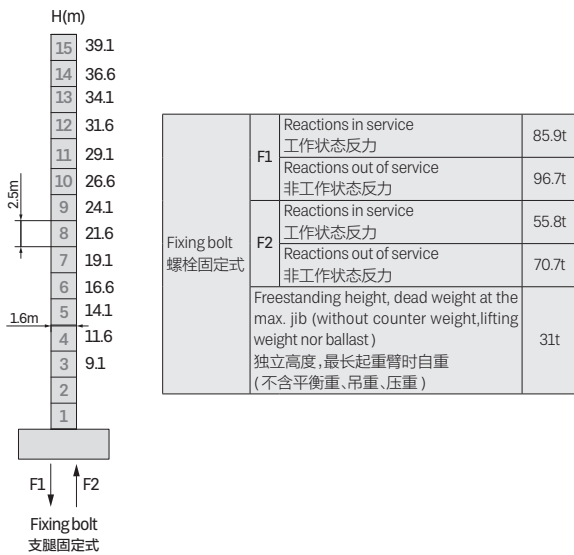 H(m)
15 39.1
14 36.6
13 34.1
12 31.6
11 29.1
10 26.6
9 24.1
8 21.6
7 19.1
6 16.6
5 14.1
4 11.6
3 9.1
2
1
2.5m
1.6m
F1 F2
Fixing bolt
支腿固定式
Fixing bolt
螺栓固定式
F1
Reactions in service
工作状态反力
85.9t
Reactions out of service
非工作状态反力
96.7t
F2
Reactions in service
工作状态反力
55.8t
Reactions out of service
非工作状态反力
70.7t
Freestanding height, dead weight at the
max. jib (without counter weight,lifting
weight nor ballast)
独立高度,最长起重臂时自重
(不含平衡重、吊重、压重)
31t